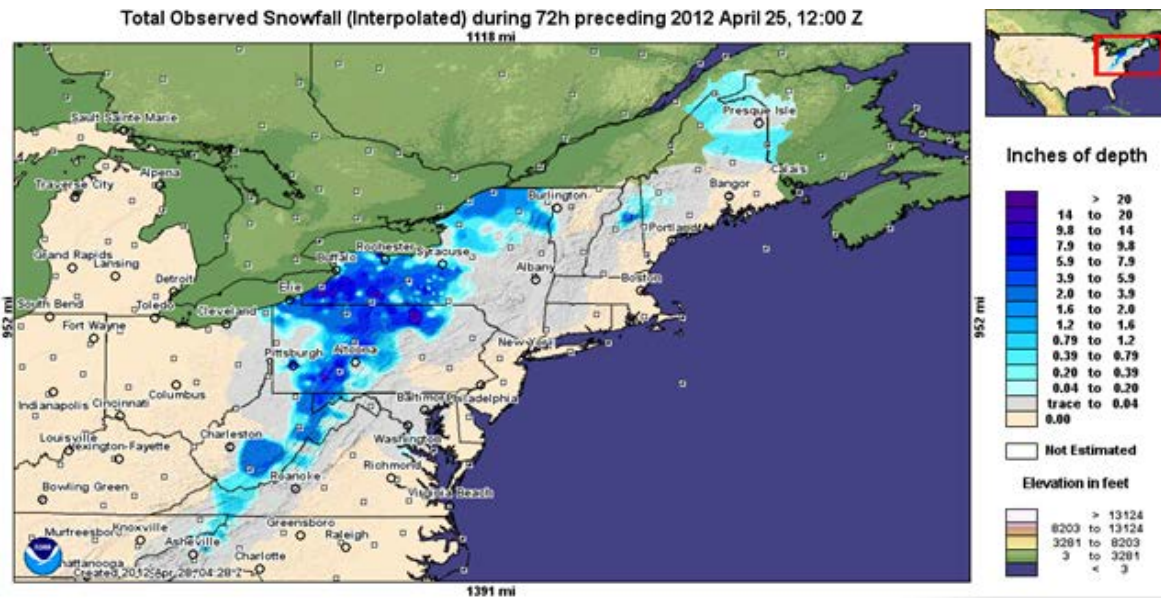 Total Observed Snowfall (Interpolated) during 72h preceding 2012 April 25, 12:00 Z
1118 mi
Sault Sainte Marie
Presque Isle
Alpena
Traverse City
Calais
Burlington
Bangor
Portland
Rochester
Syracuse
Grand Rapids
Lansing
Buffalo
Albany
Detroit
Boston
Erie
South Bend
Toledo
Cleveland
Fort Wayne
New York
Pittsburgh
Altoona
Columbus
Indianapolis
Cincinnati
Baltimore
Philadelphia
Charleston
Washington
Louisville
Lexington-Fayette
Richmond
Roanoke
Bowling Green
Virginia Beach
Murfreesboro
Knoxville
Greensboro
Raleigh
Asheville
Chattanooga
Charlotte
Created 2012 Apr 28 04:28 Z
952 mi
952 mi
1391 mi
Inches of depth
> 20
14 to 20
9.8 to 14
7.9 to 9.8
5.9 to 7.9
3.9 to 5.9
2.0 to 3.9
1.6 to 2.0
1.2 to 1.6
0.79 to 1.2
0.39 to 0.79
0.20 to 0.39
0.04 to 0.20
trace to 0.04
0.00
Not Estimated
Elevation in feet
> 13124
8203 to 13124
3281 to 8203
3 to 3281
< 3